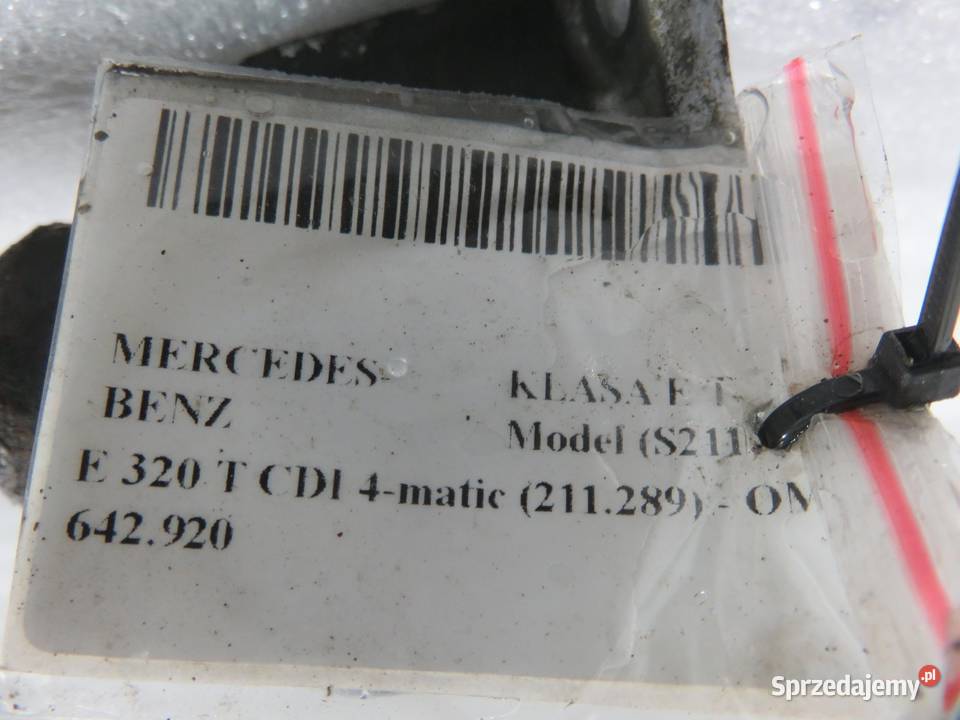 MERCEDES-
BENZ
KLASA E T-
Model (S211)
E 320 T CDI 4-matic (211.289) - OM
642.920
Sprzedajemy.pl